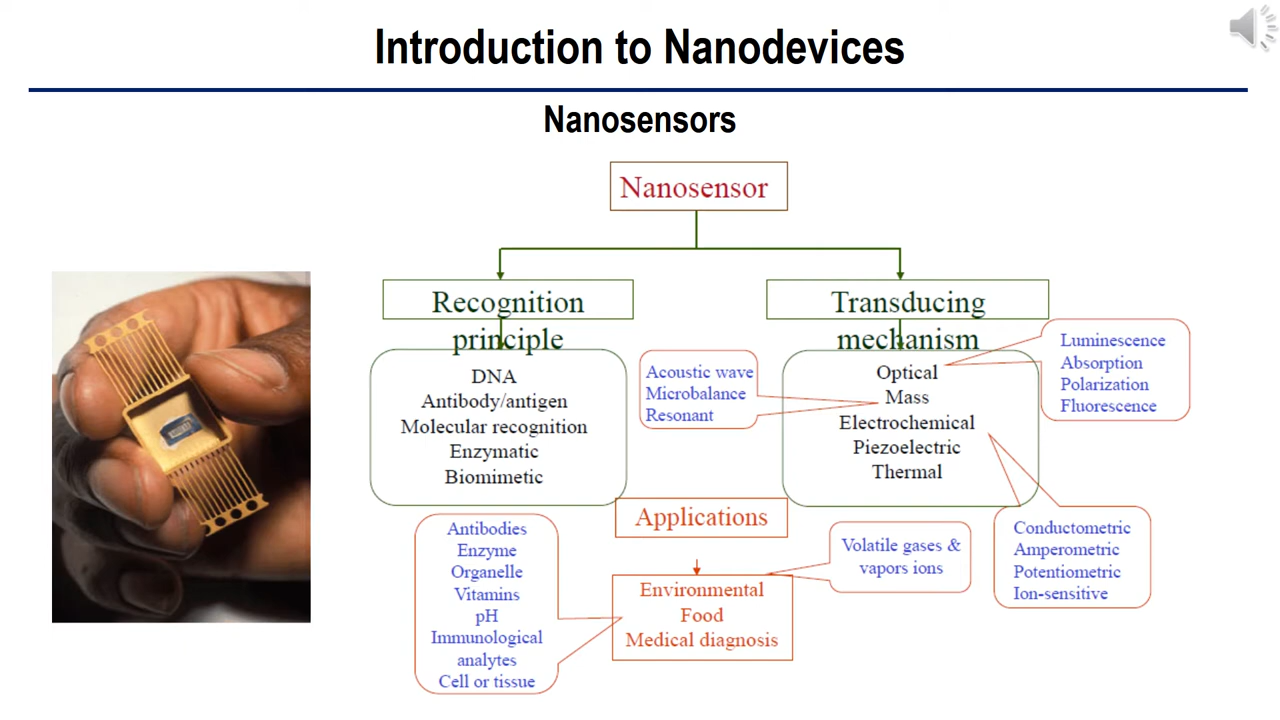 Introduction to Nanodevices
Nanosensors
Nanosensor
Recognition
principle
DNA
Antibody/antigen
Molecular recognition
Enzymatic
Biomimetic
Transducing
mechanism
Optical
Mass
Electrochemical
Piezoelectric
Thermal
Acoustic wave
Microbalance
Resonant
Luminescence
Absorption
Polarization
Fluorescence
Conductometric
Amperometric
Potentiometric
Ion-sensitive
Applications
Environmental
Food
Medical diagnosis
Volatile gases &
vapors ions
Antibodies
Enzyme
Organelle
Vitamins
pH
Immunological
analytes
Cell or tissue